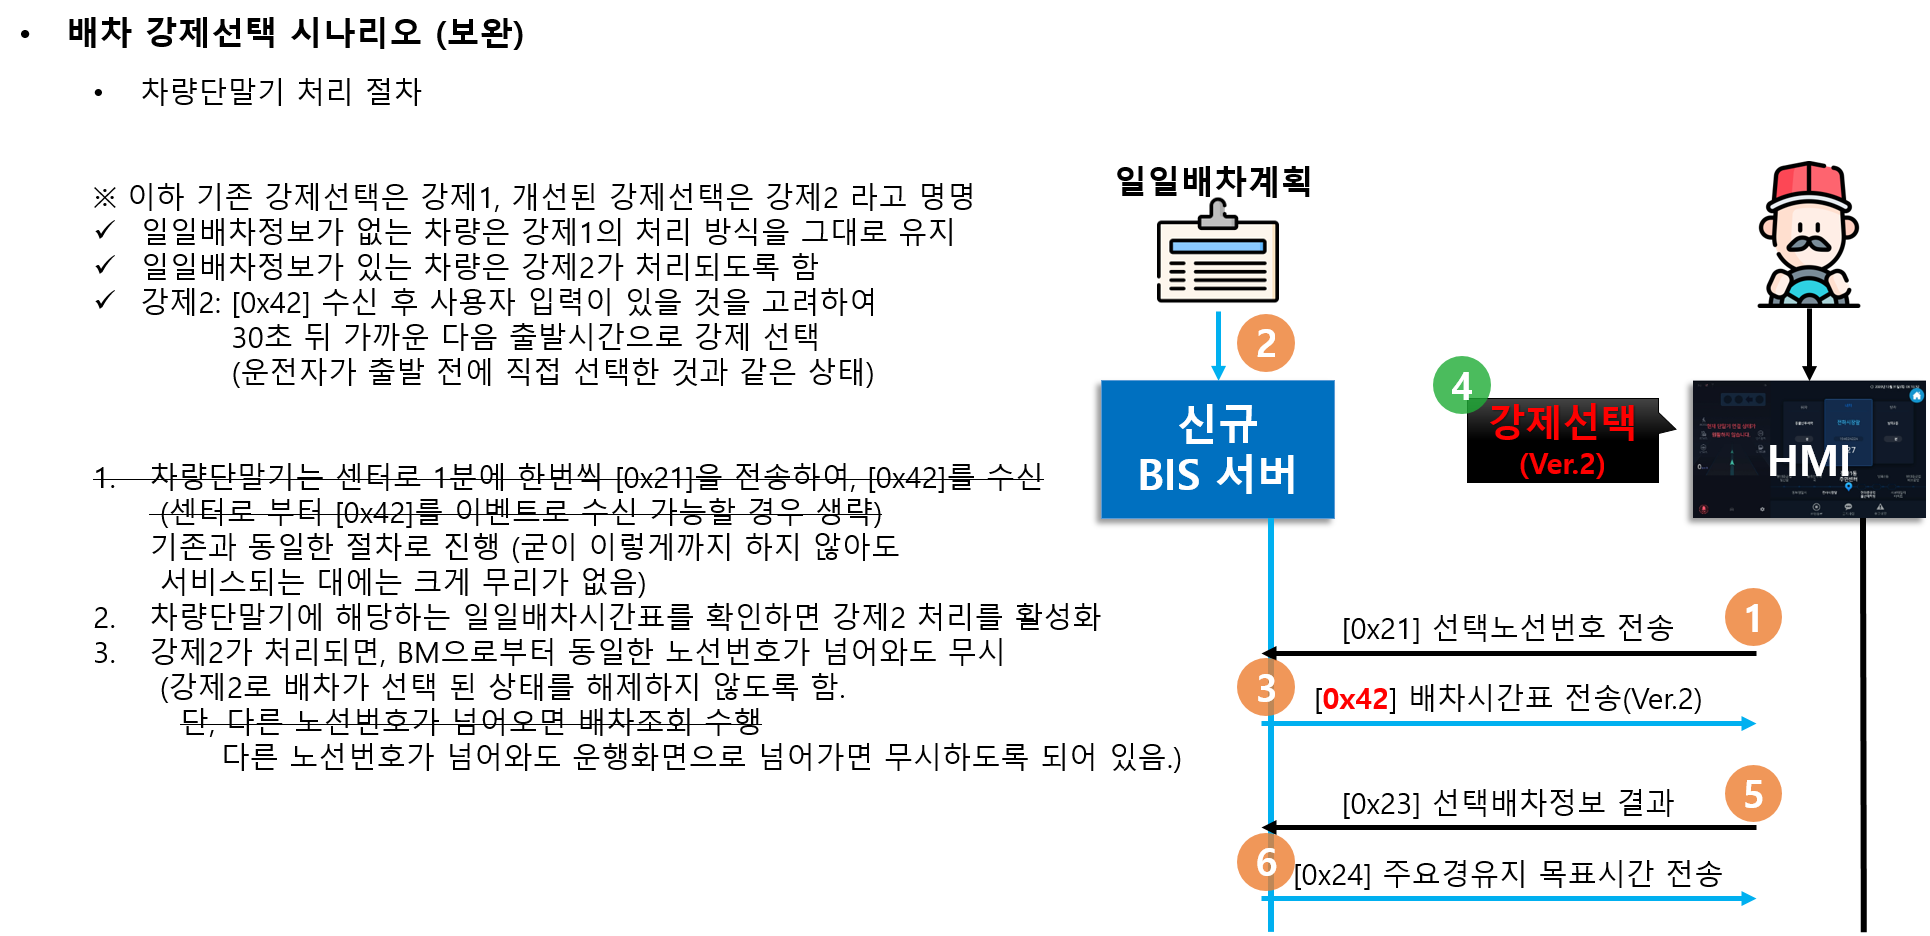 • 배차 강제선택 시나리오 (보완)
• 차량단말기 처리 절차
※ 이하 기존 강제선택은 강제1, 개선된 강제선택은 강제2 라고 명명
✓ 일일배차정보가 없는 차량은 강제1의 처리 방식을 그대로 유지
✓ 일일배차정보가 있는 차량은 강제2가 처리되도록 함
✓ 강제2: [0x42] 수신 후 사용자 입력이 있을 것을 고려하여
30초 뒤 가까운 다음 출발시간으로 강제 선택
(운전자가 출발 전에 직접 선택한 것과 같은 상태)
1. 차량단말기는 센터로 1분에 한번씩 [0x21]을 전송하여, [0x42]를 수신
(센터로 부터 [0x42]를 이벤트로 수신 가능할 경우 생략)
기존과 동일한 절차로 진행 (굳이 이렇게까지 하지 않아도
서비스되는 대에는 크게 무리가 없음)
2. 차량단말기에 해당하는 일일배차시간표를 확인하면 강제2 처리를 활성화
3. 강제2가 처리되면, BM으로부터 동일한 노선번호가 넘어와도 무시
(강제2로 배차가 선택 된 상태를 해제하지 않도록 함.
단, 다른 노선번호가 넘어오면 배차조회 수행
다른 노선번호가 넘어와도 운행화면으로 넘어가면 무시하도록 되어 있음.)
일일배차계획
2
신규
BIS 서버
4
강제선택
(Ver.2)
HMI
1
[0x21] 선택노선번호 전송
3
[0x42] 배차시간표 전송(Ver.2)
5
[0x23] 선택배차정보 결과
6
[0x24] 주요경유지 목표시간 전송